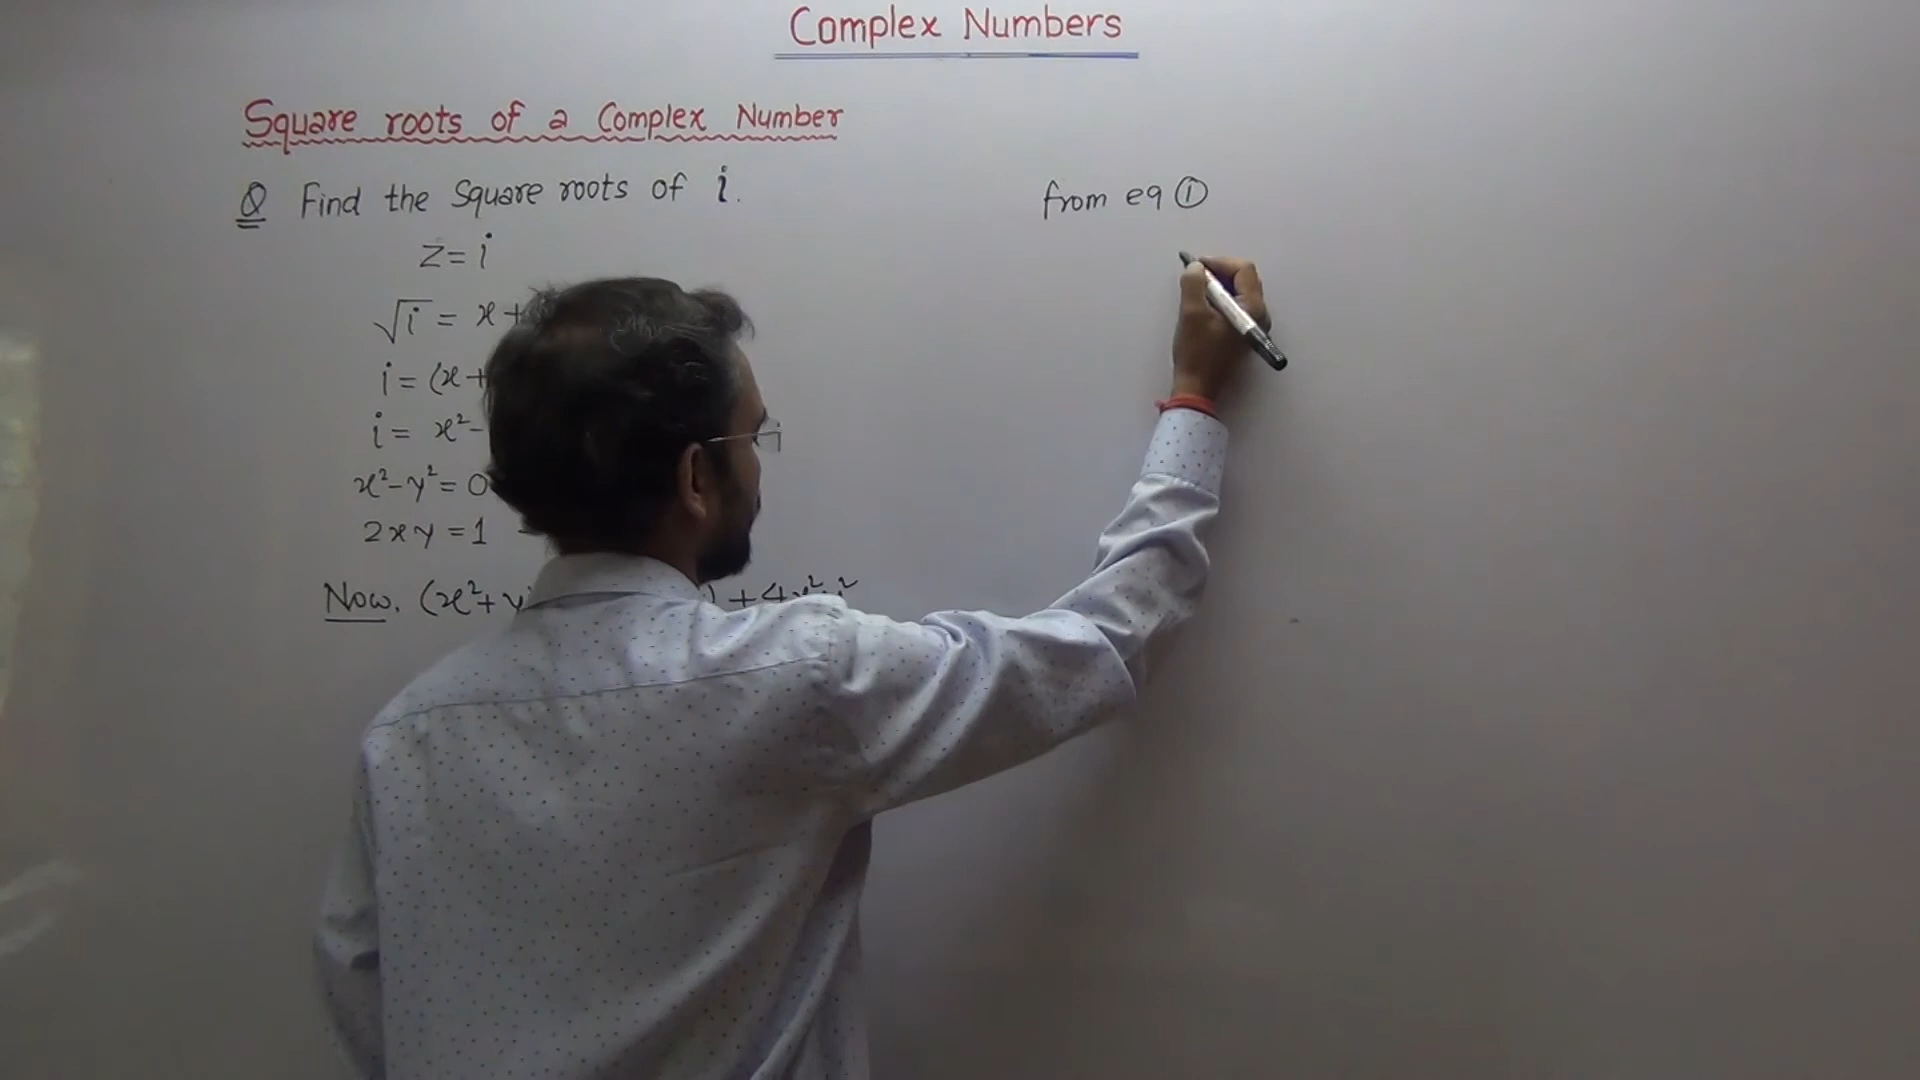 Complex Numbers
Square roots of a Complex Number
Q Find the Square roots of i.
z = i
√i = x +
i = (x +
i = x² -
x² - y² = 0
2xy = 1
Now. (x² + y ) + 4x²y²
from eq ①